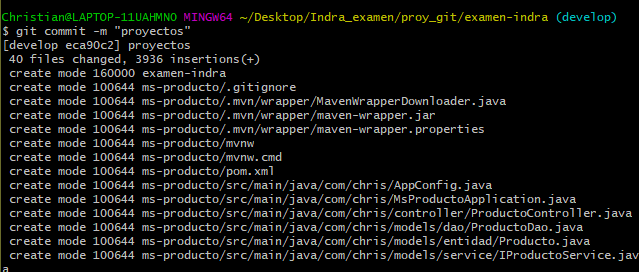 Christian@LAPTOP-11UAHMNO MINGW64 ~/Desktop/Indra_examen/proy_git/examen-indra (develop)
$ git commit -m "proyectos"
[develop eca90c2] proyectos
 40 files changed, 3936 insertions(+)
 create mode 160000 examen-indra
 create mode 100644 ms-producto/.gitignore
 create mode 100644 ms-producto/.mvn/wrapper/MavenWrapperDownloader.java
 create mode 100644 ms-producto/.mvn/wrapper/maven-wrapper.jar
 create mode 100644 ms-producto/.mvn/wrapper/maven-wrapper.properties
 create mode 100644 ms-producto/mvnw
 create mode 100644 ms-producto/mvnw.cmd
 create mode 100644 ms-producto/pom.xml
 create mode 100644 ms-producto/src/main/java/com/chris/AppConfig.java
 create mode 100644 ms-producto/src/main/java/com/chris/MsProductoApplication.java
 create mode 100644 ms-producto/src/main/java/com/chris/controller/ProductoController.java
 create mode 100644 ms-producto/src/main/java/com/chris/models/dao/ProductoDao.java
 create mode 100644 ms-producto/src/main/java/com/chris/models/entidad/Producto.java
 create mode 100644 ms-producto/src/main/java/com/chris/models/service/IProductoService.jav
a